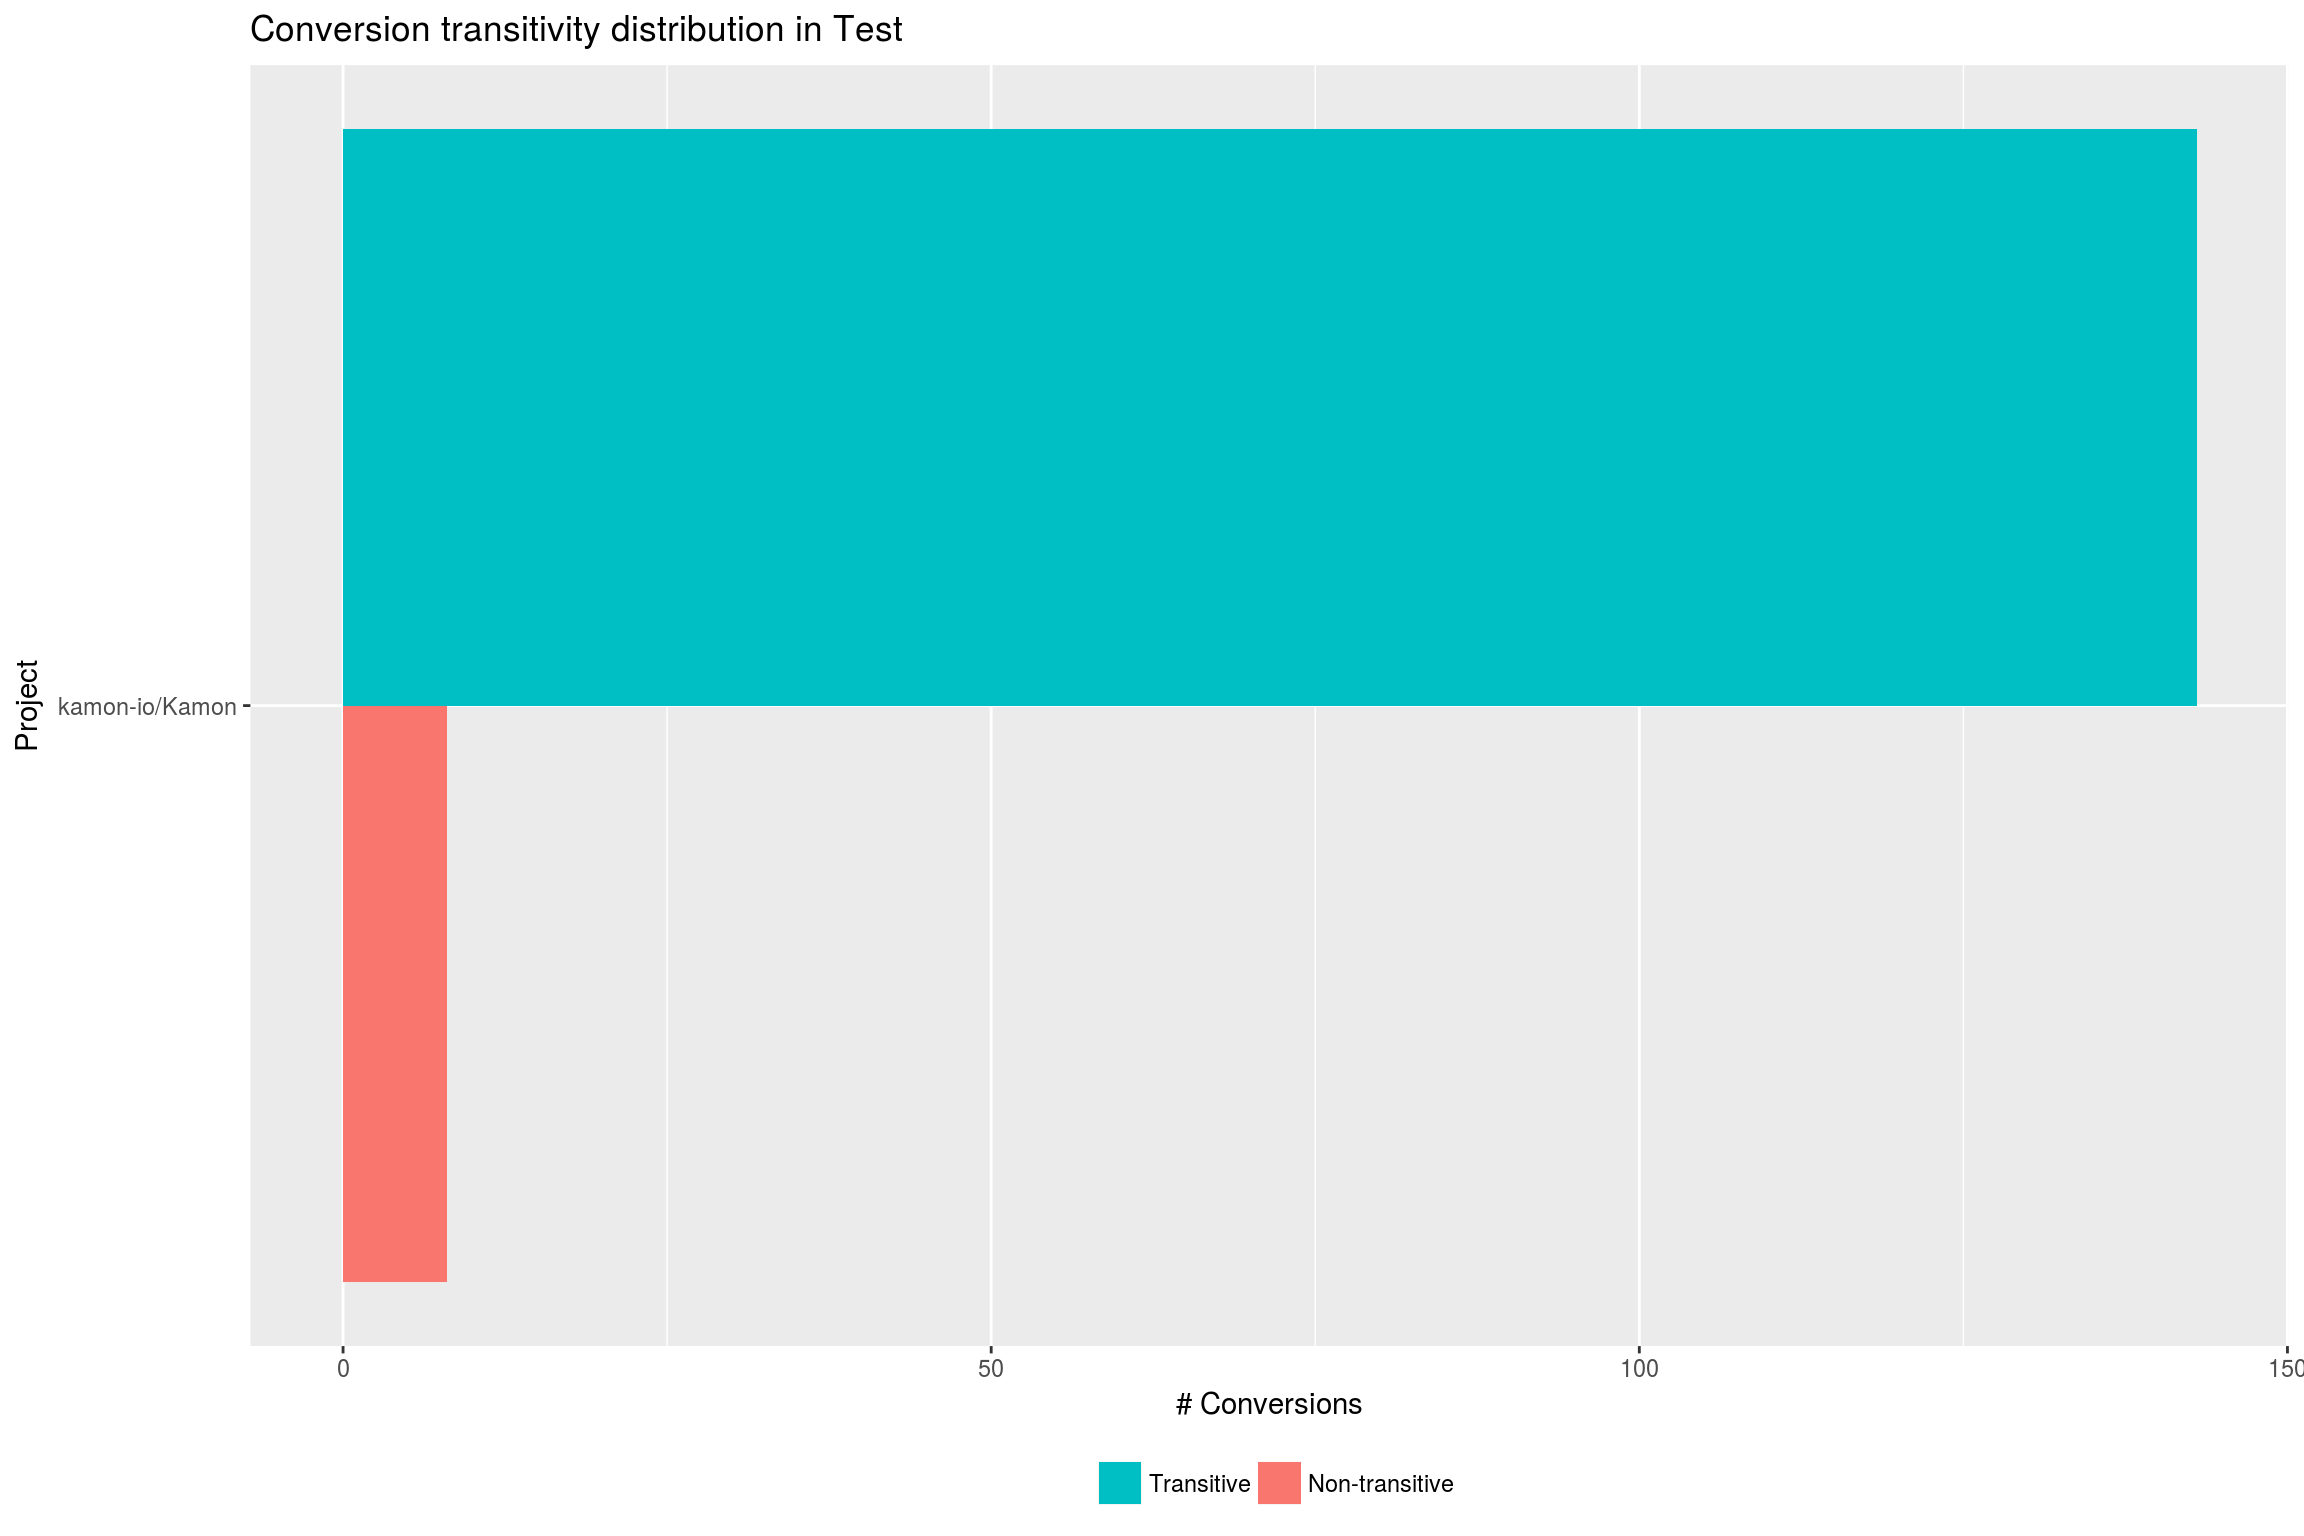 Conversion transitivity distribution in Test
Project
kamon-io/Kamon
0 50 100 150
# Conversions
Transitive Non-transitive